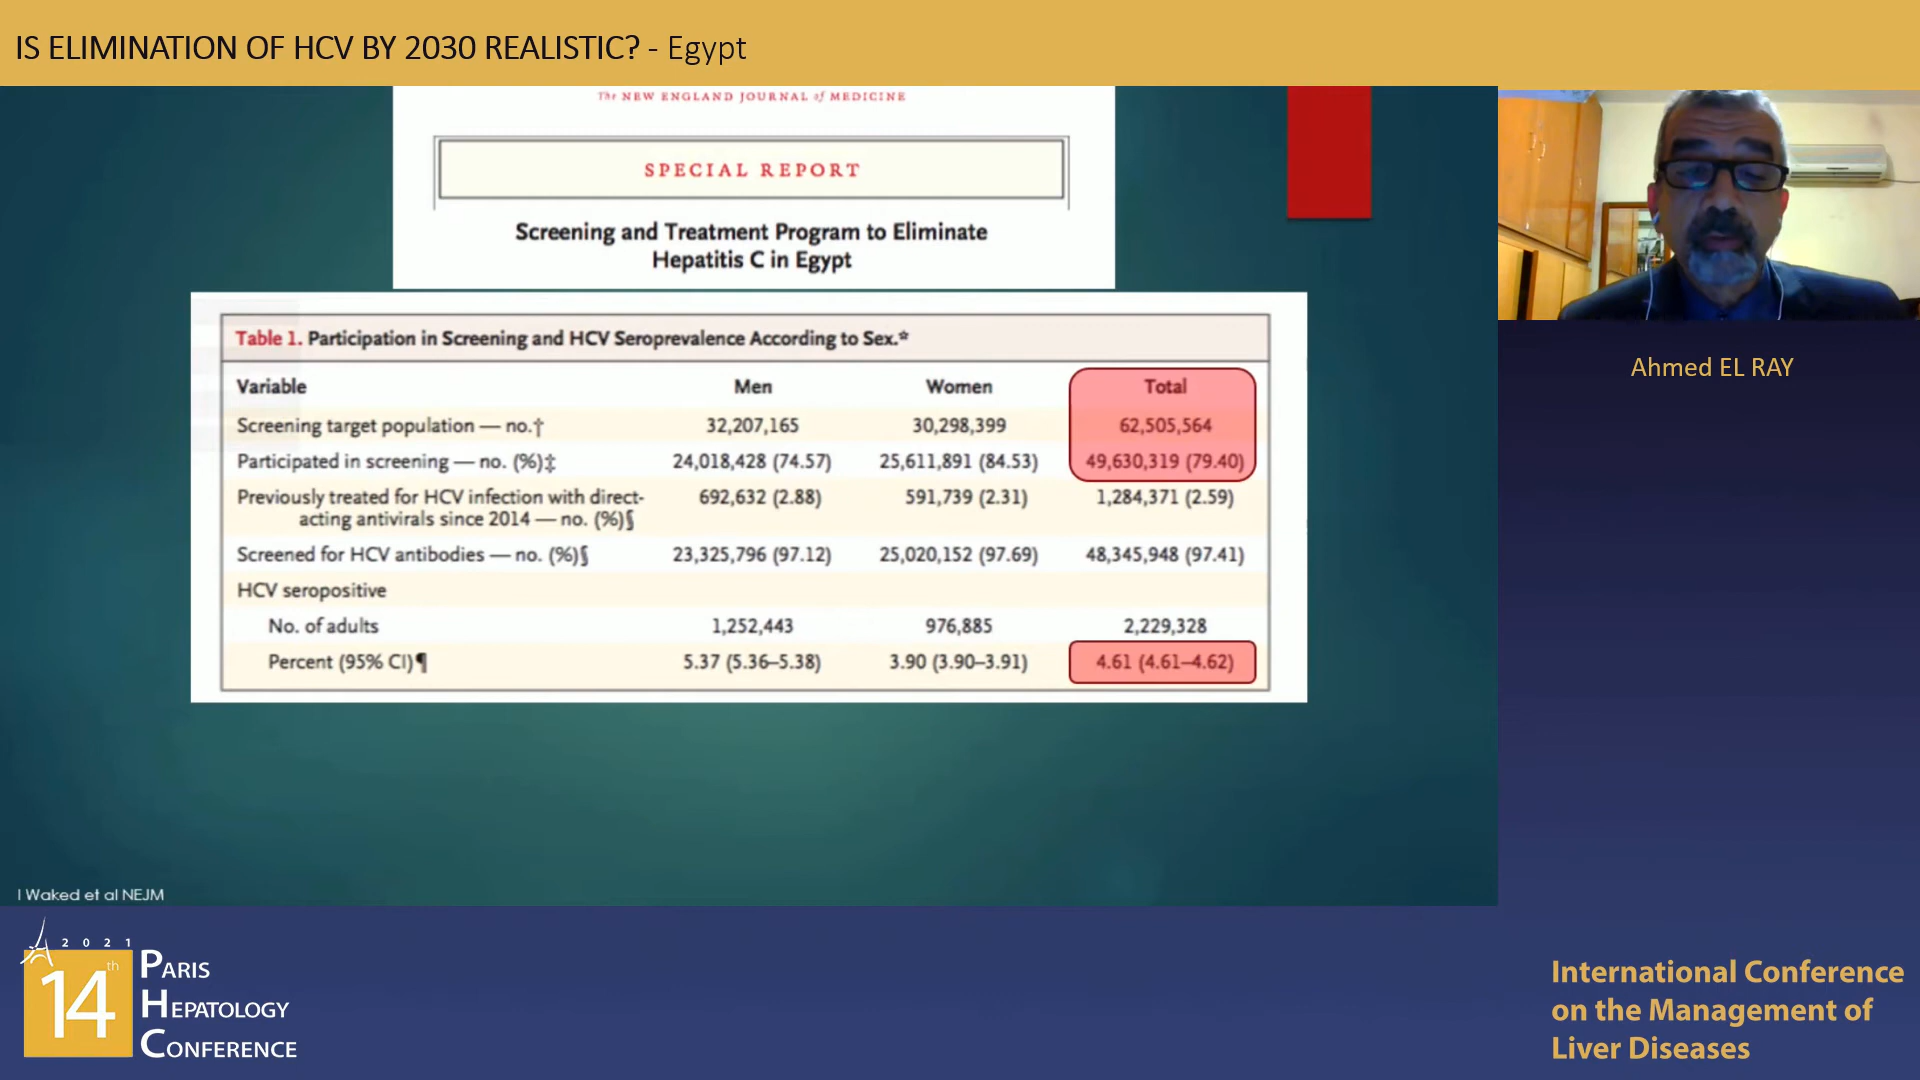 IS ELIMINATION OF HCV BY 2030 REALISTIC? - Egypt
The NEW ENGLAND JOURNAL of MEDICINE
SPECIAL REPORT
Screening and Treatment Program to Eliminate
Hepatitis C in Egypt
Table 1. Participation in Screening and HCV Seroprevalence According to Sex.*
Variable Men Women Total
Screening target population — no.† 32,207,165 30,298,399 62,505,564
Participated in screening — no. (%)‡ 24,018,428 (74.57) 25,611,891 (84.53) 49,630,319 (79.40)
Previously treated for HCV infection with direct- 692,632 (2.88) 591,739 (2.31) 1,284,371 (2.59)
acting antivirals since 2014 — no. (%)§
Screened for HCV antibodies — no. (%)§ 23,325,796 (97.12) 25,020,152 (97.69) 48,345,948 (97.41)
HCV seropositive
No. of adults 1,252,443 976,885 2,229,328
Percent (95% CI)¶ 5.37 (5.36–5.38) 3.90 (3.90–3.91) 4.61 (4.61–4.62)
I Waked et al NEJM
Ahmed EL RAY
2021
14th
PARIS
HEPATOLOGY
CONFERENCE
International Conference
on the Management of
Liver Diseases